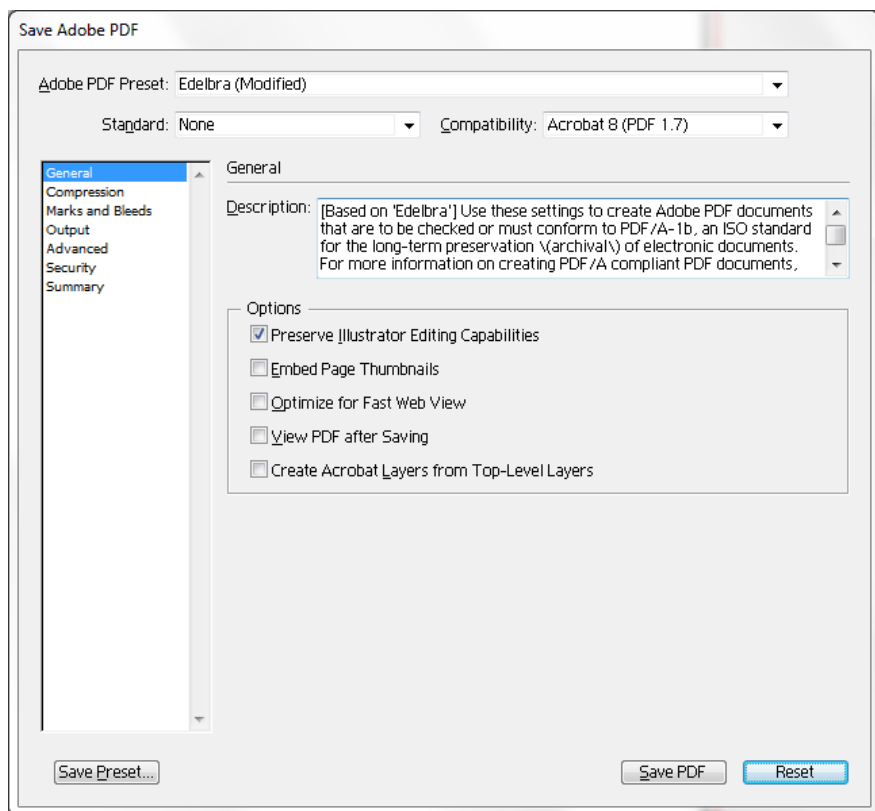 Save Adobe PDF
Adobe PDF Preset: Edelbra (Modified)
Standard: None Compatibility: Acrobat 8 (PDF 1.7)
General
Compression
Marks and Bleeds
Output
Advanced
Security
Summary
General
Description: [Based on 'Edelbra'] Use these settings to create Adobe PDF documents
that are to be checked or must conform to PDF/A-1b, an ISO standard
for the long-term preservation \(archival\) of electronic documents.
For more information on creating PDF/A compliant PDF documents,
Options
Preserve Illustrator Editing Capabilities
Embed Page Thumbnails
Optimize for Fast Web View
View PDF after Saving
Create Acrobat Layers from Top-Level Layers
Save Preset... Save PDF Reset